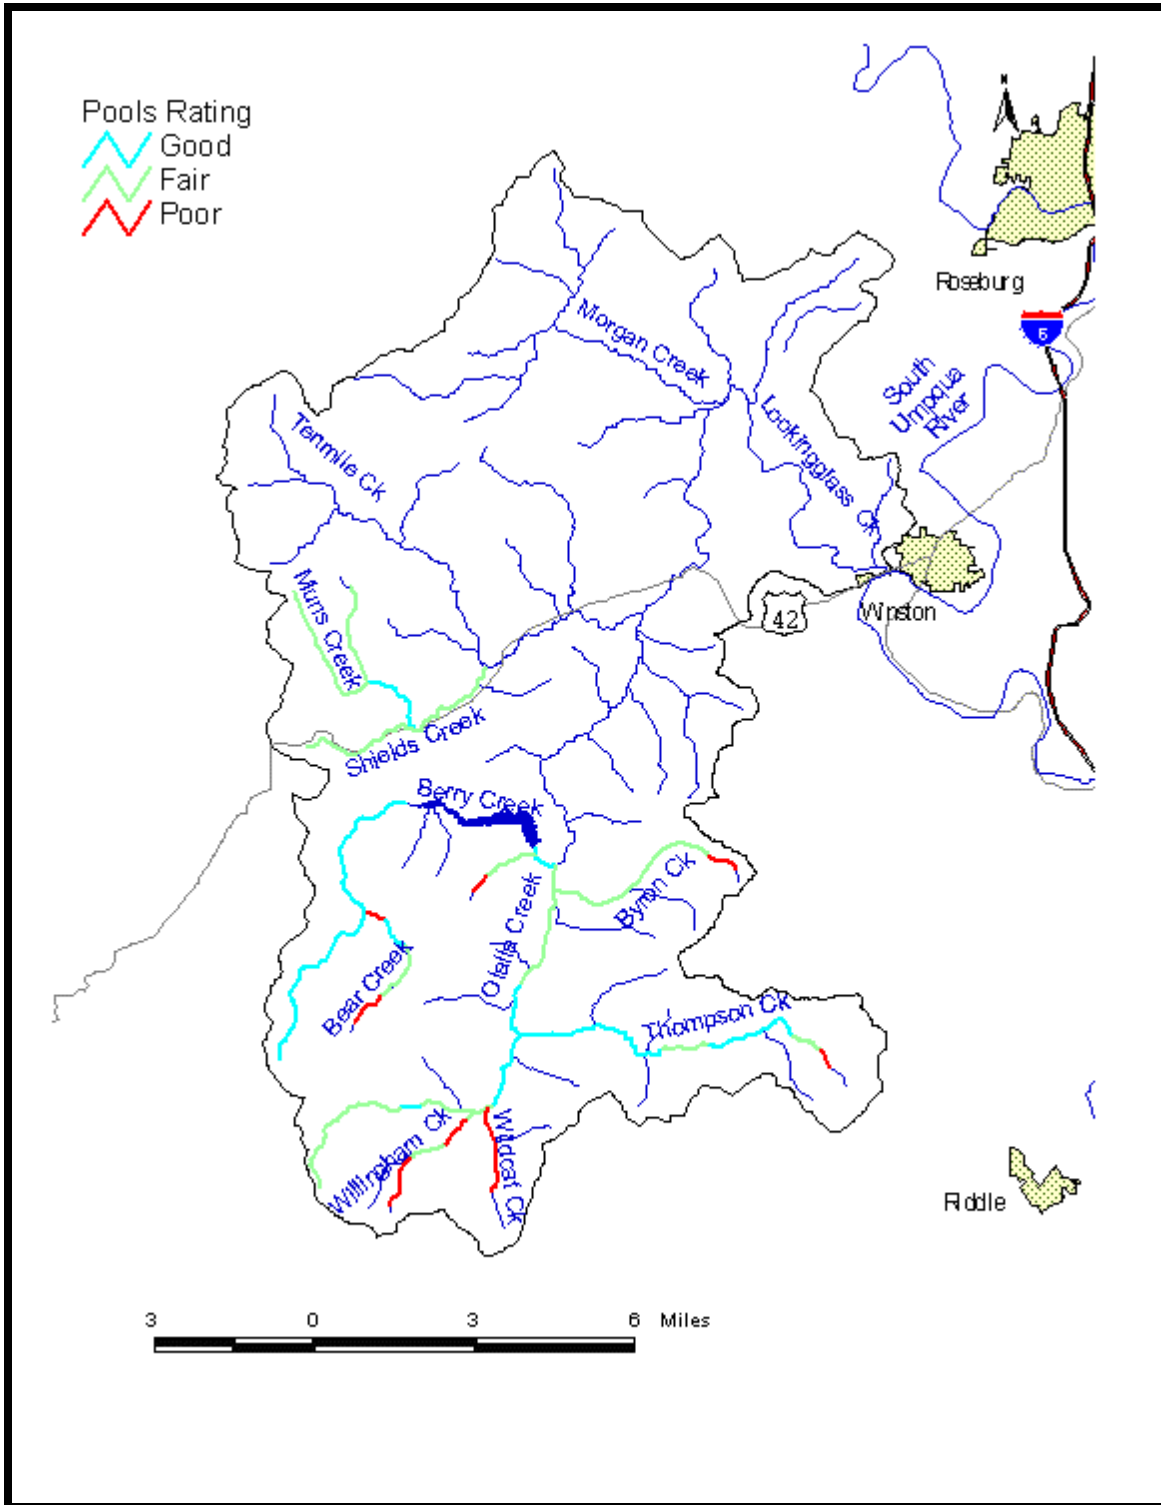 N
Pools Rating
Good
Fair
Poor
Roseburg
5
Morgan Creek
South
Umpqua
River
Lookingglass Ck
Tenmile Ck
Muns Creek
42
Winston
Shields Creek
Berry Creek
Byron Ck
Olalla Creek
Bear Creek
Thompson Ck
Willingham Ck
Wildcat Ck
Riddle
3 0 3 6 Miles